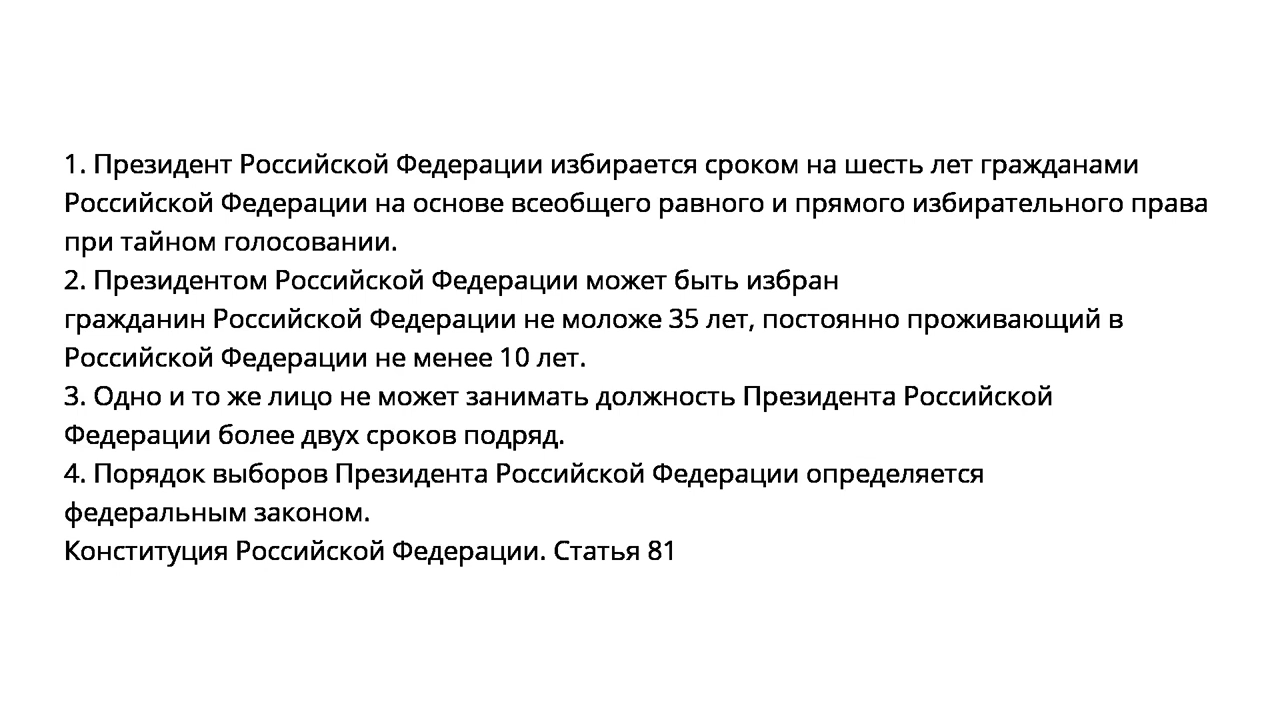 1. Президент Российской Федерации избирается сроком на шесть лет гражданами
Российской Федерации на основе всеобщего равного и прямого избирательного права
при тайном голосовании.
2. Президентом Российской Федерации может быть избран
гражданин Российской Федерации не моложе 35 лет, постоянно проживающий в
Российской Федерации не менее 10 лет.
3. Одно и то же лицо не может занимать должность Президента Российской
Федерации более двух сроков подряд.
4. Порядок выборов Президента Российской Федерации определяется
федеральным законом.
Конституция Российской Федерации. Статья 81